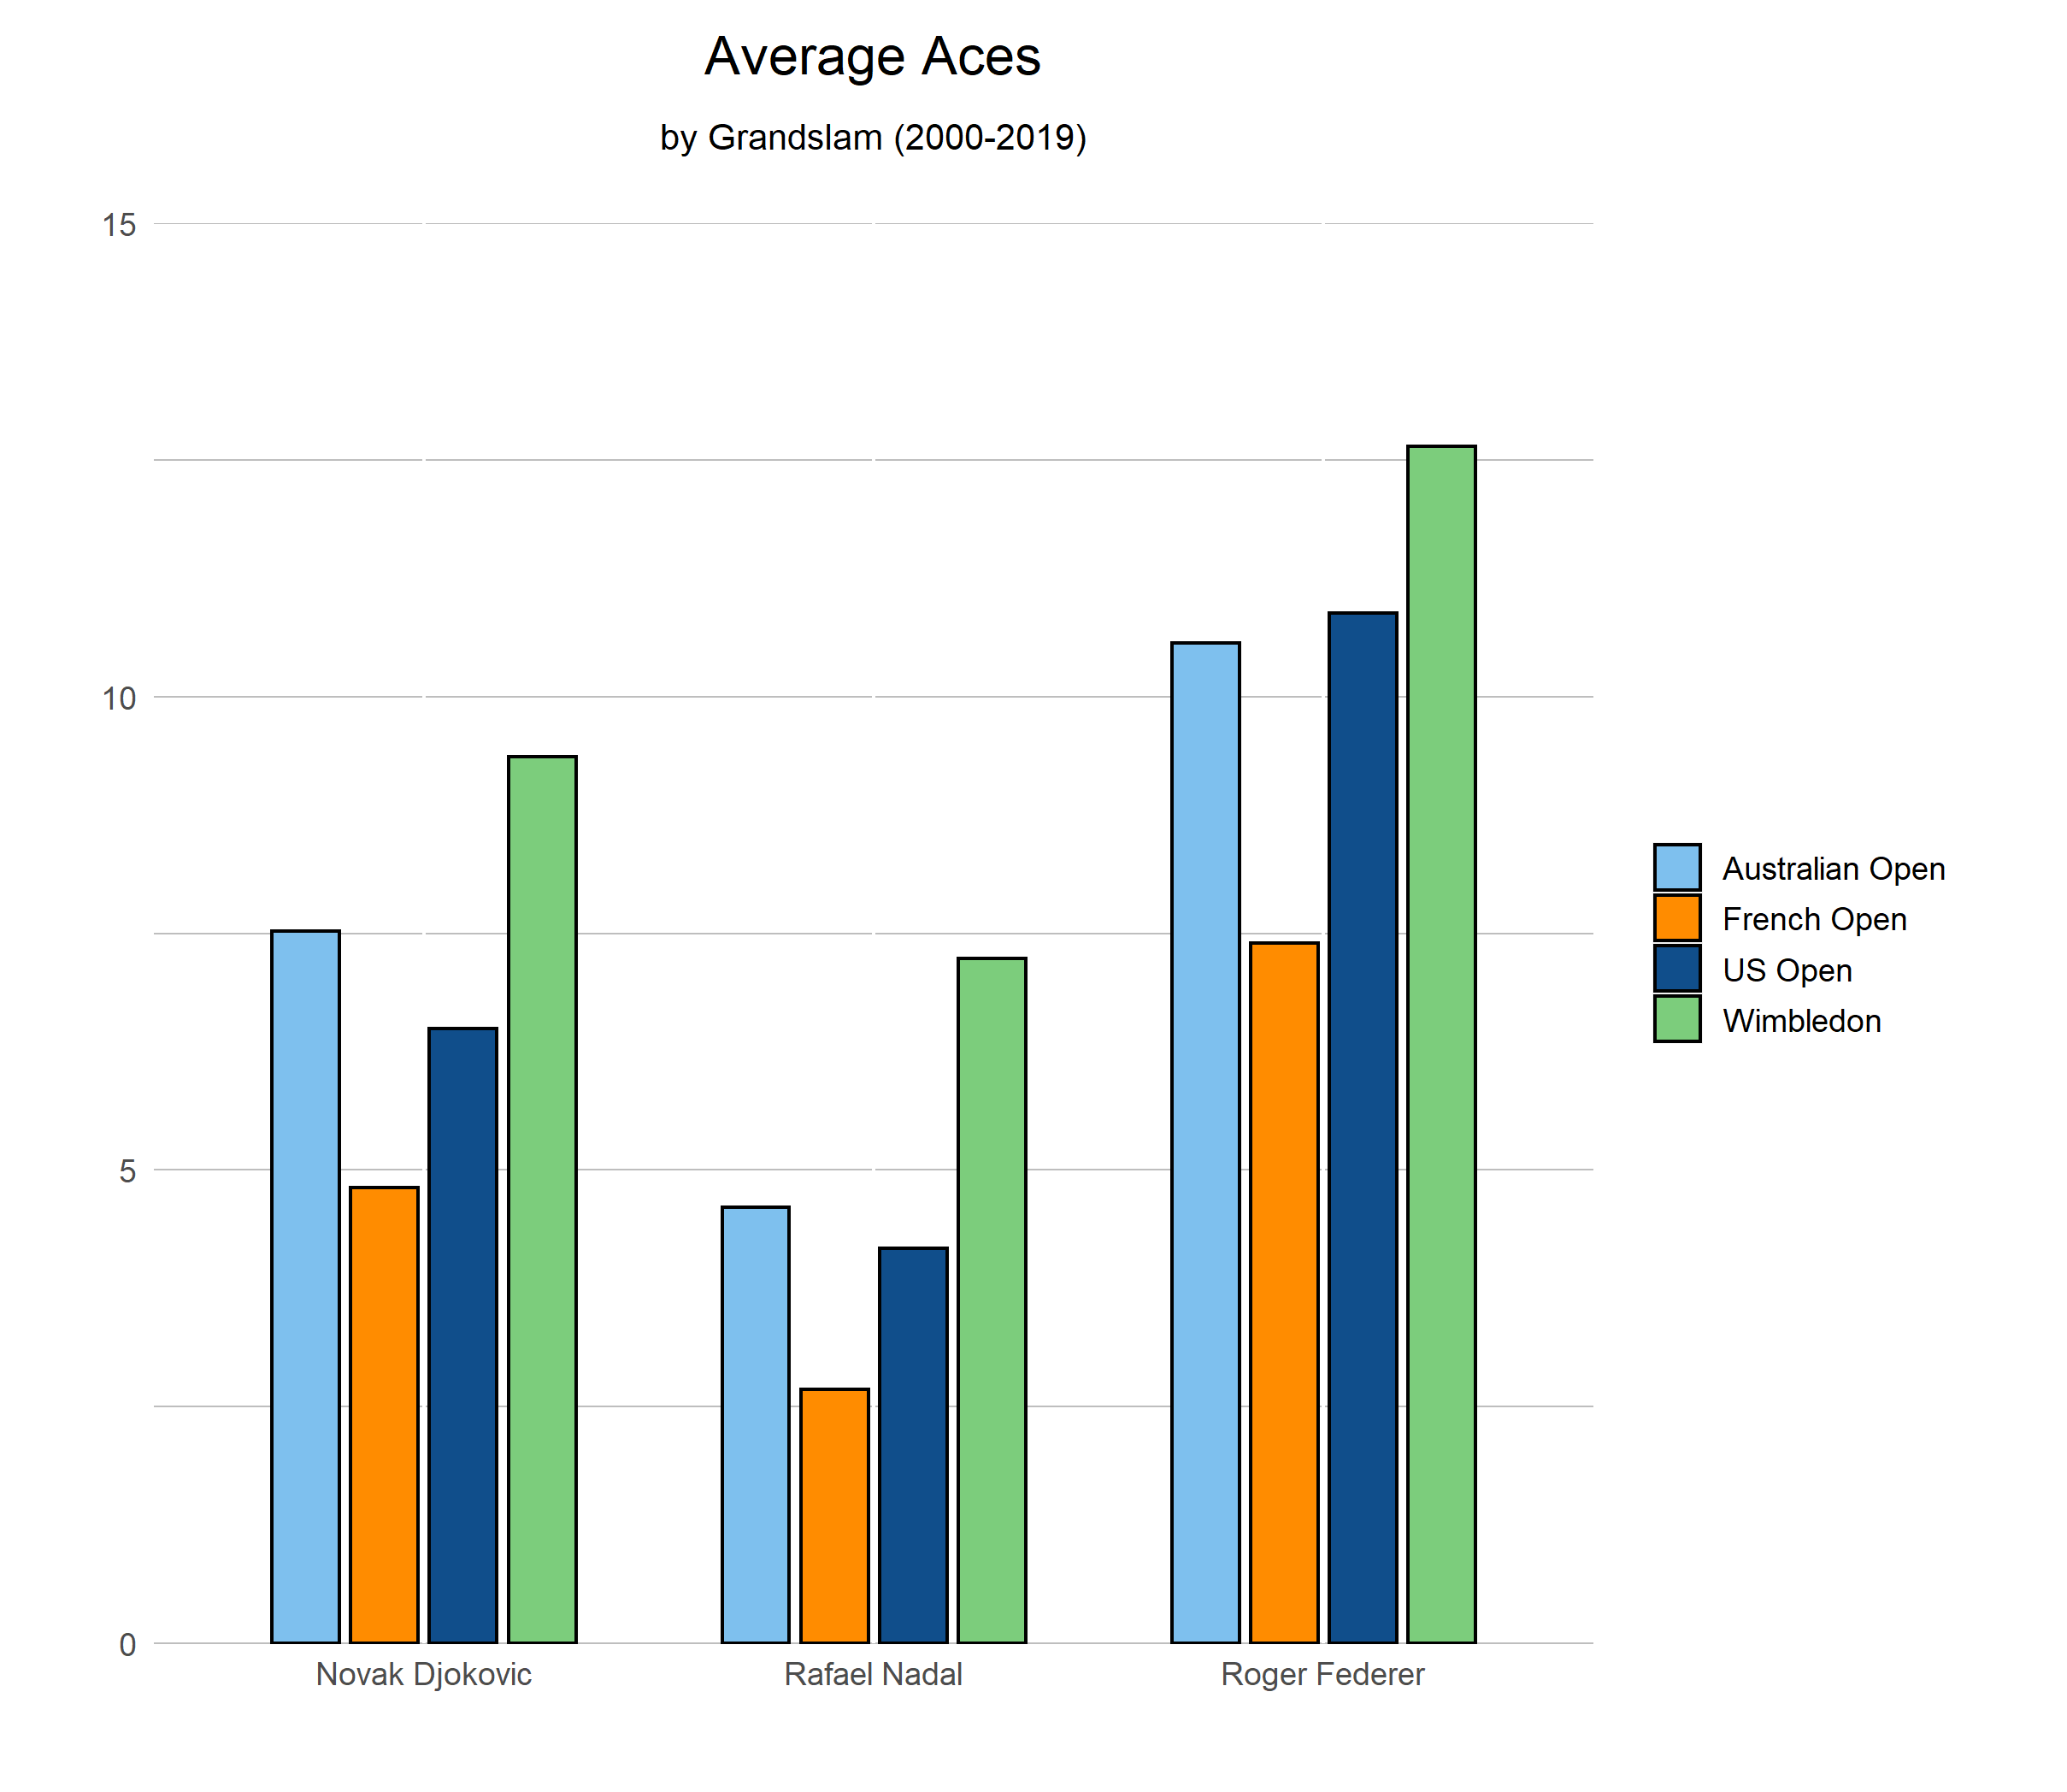 Average Aces
by Grandslam (2000-2019)
15
10
5
0
Novak Djokovic
Rafael Nadal
Roger Federer
Australian Open
French Open
US Open
Wimbledon